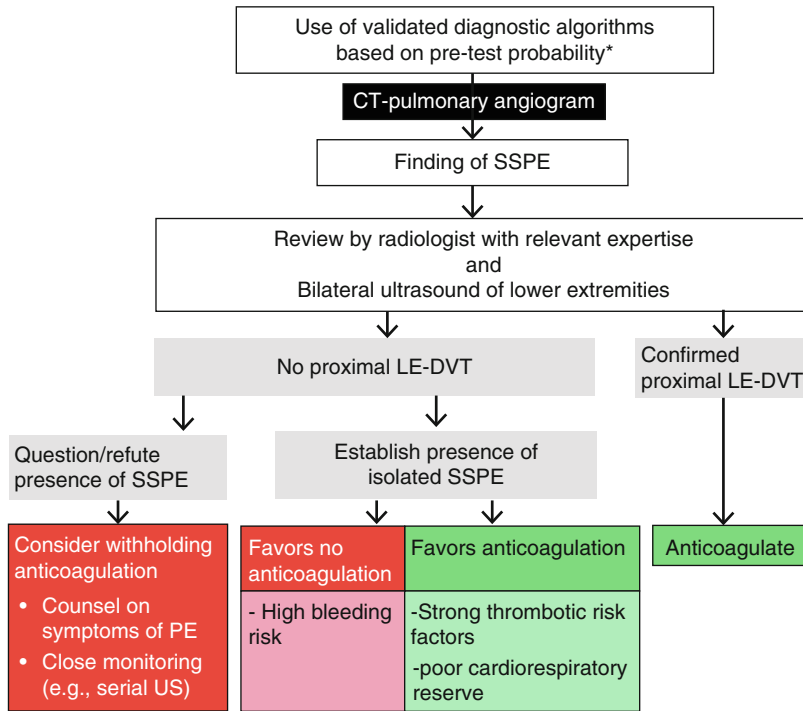 Use of validated diagnostic algorithms
based on pre-test probability*
CT-pulmonary angiogram
Finding of SSPE
Review by radiologist with relevant expertise
and
Bilateral ultrasound of lower extremities
No proximal LE-DVT
Confirmed
proximal LE-DVT
Question/refute
presence of SSPE
Establish presence of
isolated SSPE
Consider withholding
anticoagulation
• Counsel on
symptoms of PE
• Close monitoring
(e.g., serial US)
Favors no
anticoagulation
- High bleeding
risk
Favors anticoagulation
-Strong thrombotic risk
factors
-poor cardiorespiratory
reserve
Anticoagulate